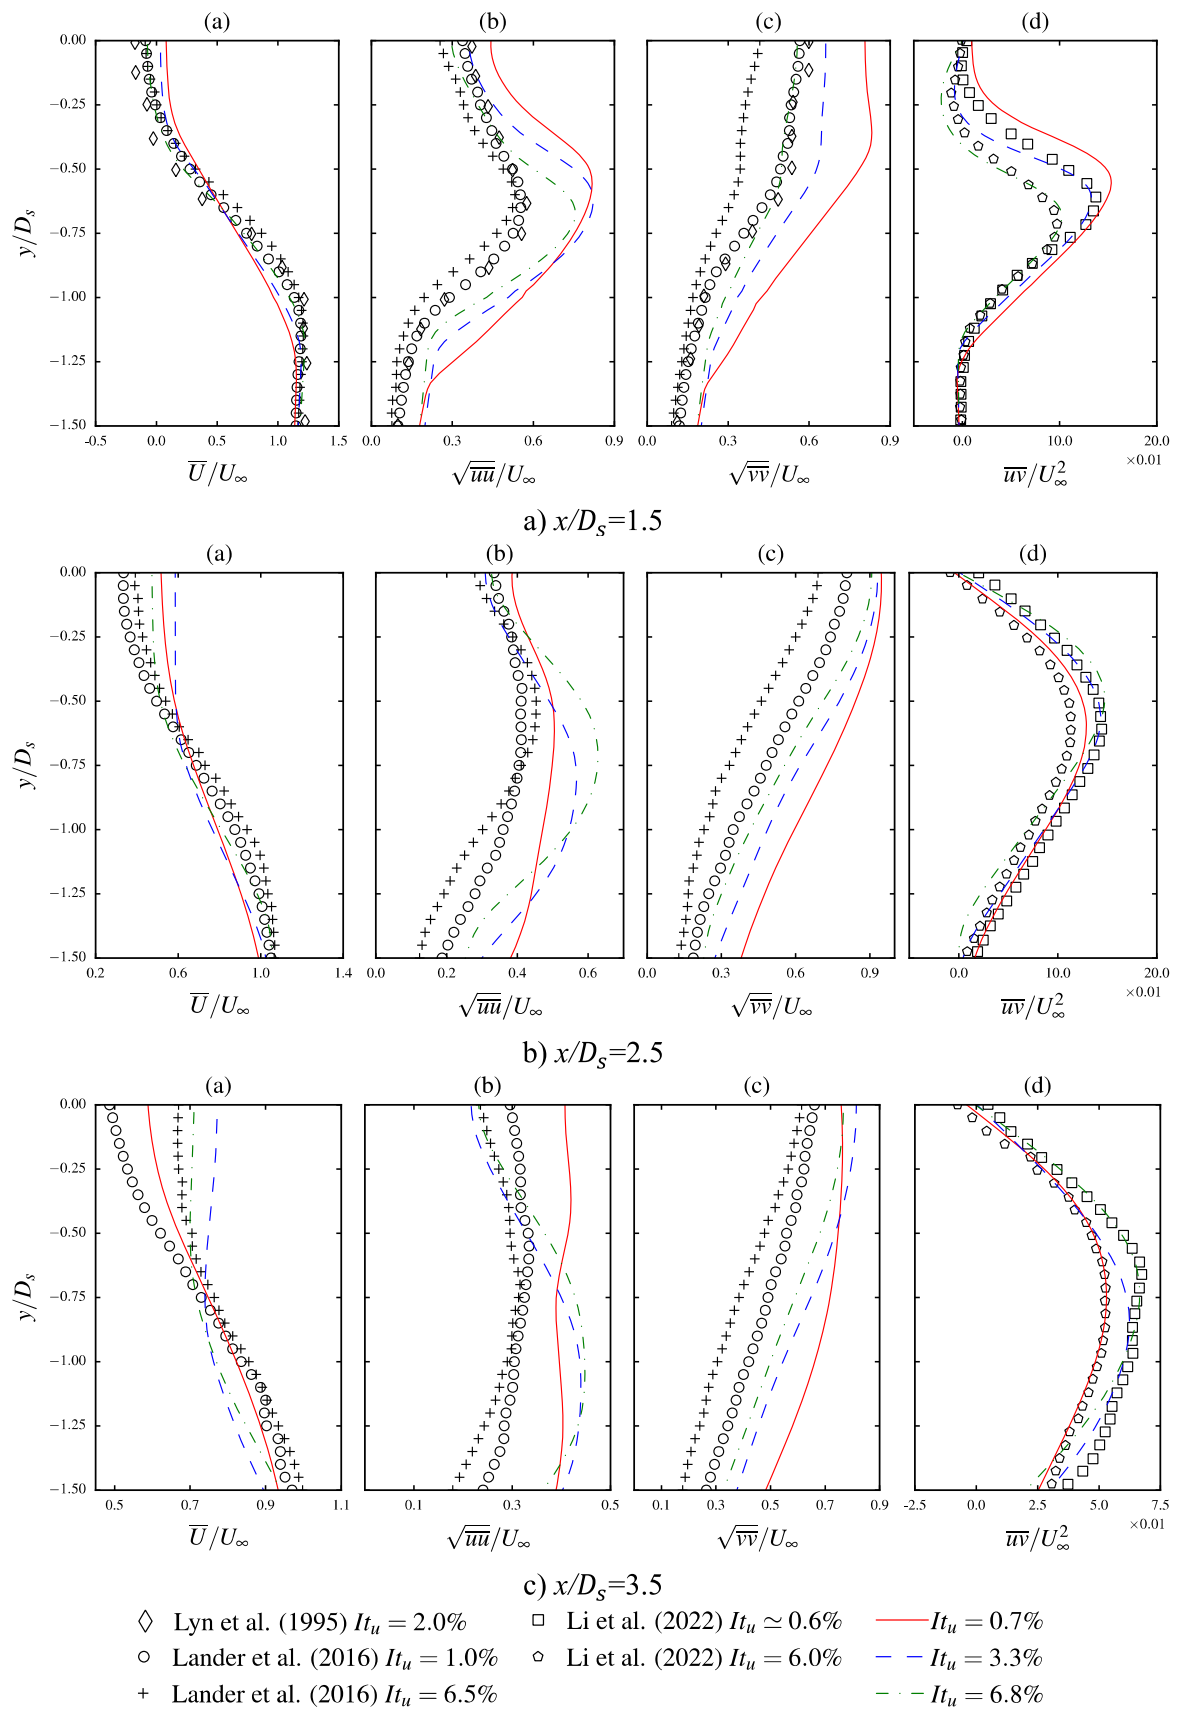 (a) (b) (c) (d)
0.00
−0.25
−0.50
−0.75
−1.00
−1.25
−1.50
y/D_s
-0.5 0.0 0.5 1.0 1.5 0.0 0.3 0.6 0.9 0.0 0.3 0.6 0.9 0.0 10.0 20.0
×0.01
U̅/U_∞ √u̅u̅/U_∞ √v̅v̅/U_∞ u̅v̅/U_∞^2
a) x/D_s=1.5
(a) (b) (c) (d)
0.00
−0.25
−0.50
−0.75
−1.00
−1.25
−1.50
y/D_s
0.2 0.6 1.0 1.4 0.0 0.2 0.4 0.6 0.0 0.3 0.6 0.9 0.0 10.0 20.0
×0.01
U̅/U_∞ √u̅u̅/U_∞ √v̅v̅/U_∞ u̅v̅/U_∞^2
b) x/D_s=2.5
(a) (b) (c) (d)
0.00
−0.25
−0.50
−0.75
−1.00
−1.25
−1.50
y/D_s
0.5 0.7 0.9 1.1 0.1 0.3 0.5 0.1 0.3 0.5 0.7 0.9 -2.5 0.0 2.5 5.0 7.5
×0.01
U̅/U_∞ √u̅u̅/U_∞ √v̅v̅/U_∞ u̅v̅/U_∞^2
c) x/D_s=3.5
Lyn et al. (1995) It_u = 2.0% Li et al. (2022) It_u ≃ 0.6% It_u = 0.7%
Lander et al. (2016) It_u = 1.0% Li et al. (2022) It_u = 6.0% It_u = 3.3%
Lander et al. (2016) It_u = 6.5% It_u = 6.8%